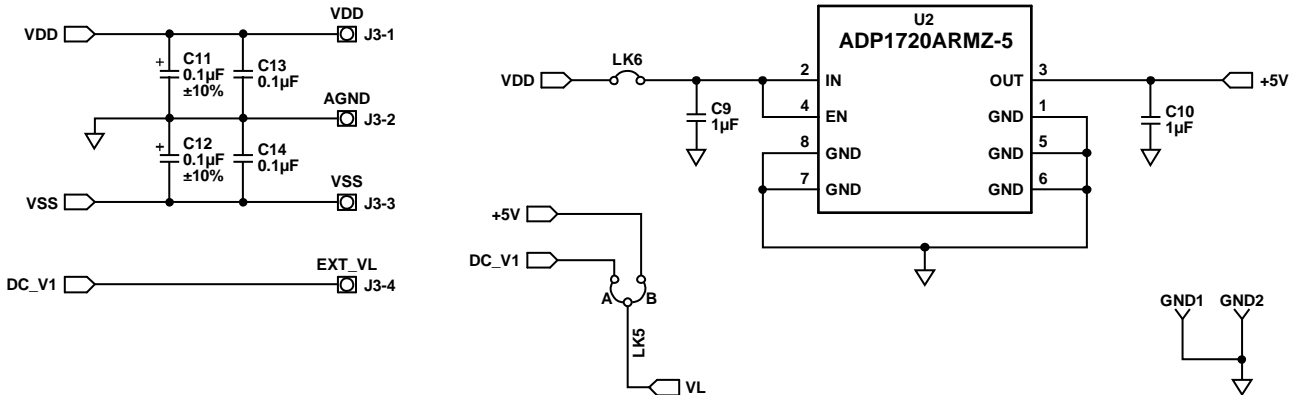 VDD
VDD
J3-1
+
C11
0.1µF
±10%
C13
0.1µF
AGND
J3-2
+
C12
0.1µF
±10%
C14
0.1µF
VSS
VSS
J3-3
DC_V1
EXT_VL
J3-4
VDD
LK6
C9
1µF
U2
ADP1720ARMZ-5
2
IN
4
EN
8
GND
7
GND
3
OUT
1
GND
5
GND
6
GND
C10
1µF
+5V
+5V
DC_V1
A
B
LK5
VL
GND1
GND2